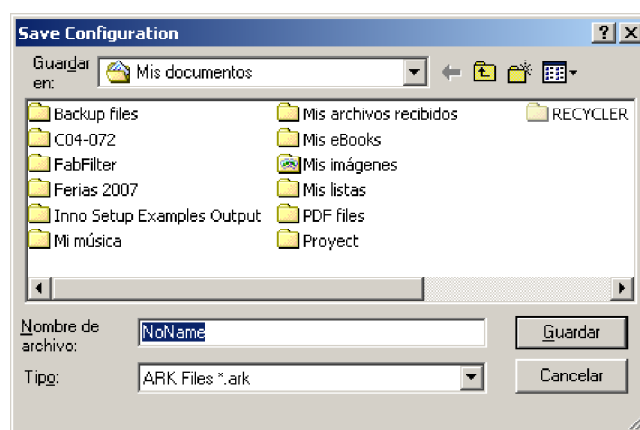 Save Configuration
Guardar en:
Mis documentos
Backup files
C04-072
FabFilter
Ferias 2007
Inno Setup Examples Output
Mi música
Mis archivos recibidos
Mis eBooks
Mis imágenes
Mis listas
PDF files
Proyect
RECYCLER
Nombre de archivo:
NoName
Guardar
Tipo:
ARK Files *.ark
Cancelar